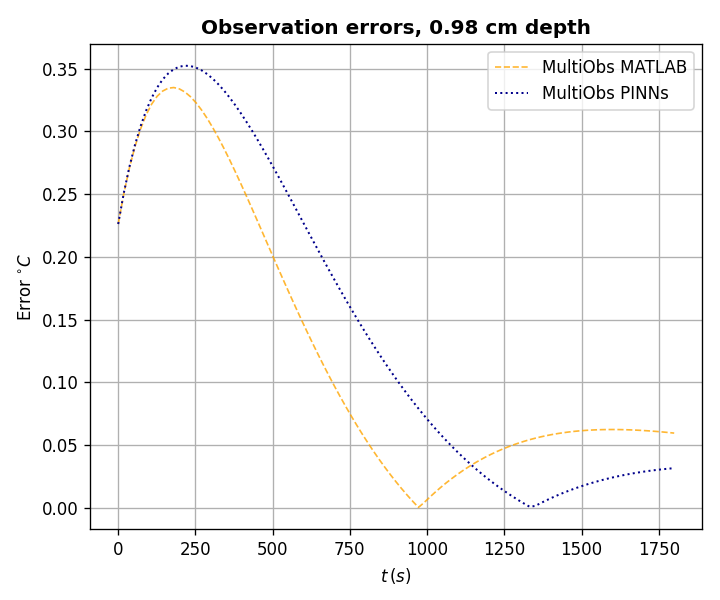 Observation errors, 0.98 cm depth
MultiObs MATLAB
MultiObs PINNs
0.35
0.30
0.25
0.20
0.15
0.10
0.05
0.00
Error °C
0 250 500 750 1000 1250 1500 1750
t (s)